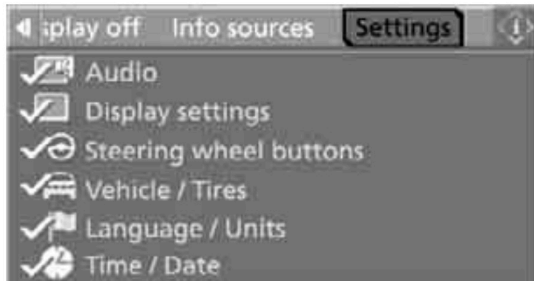 splay off Info sources Settings
Audio
Display settings
Steering wheel buttons
Vehicle / Tires
Language / Units
Time / Date